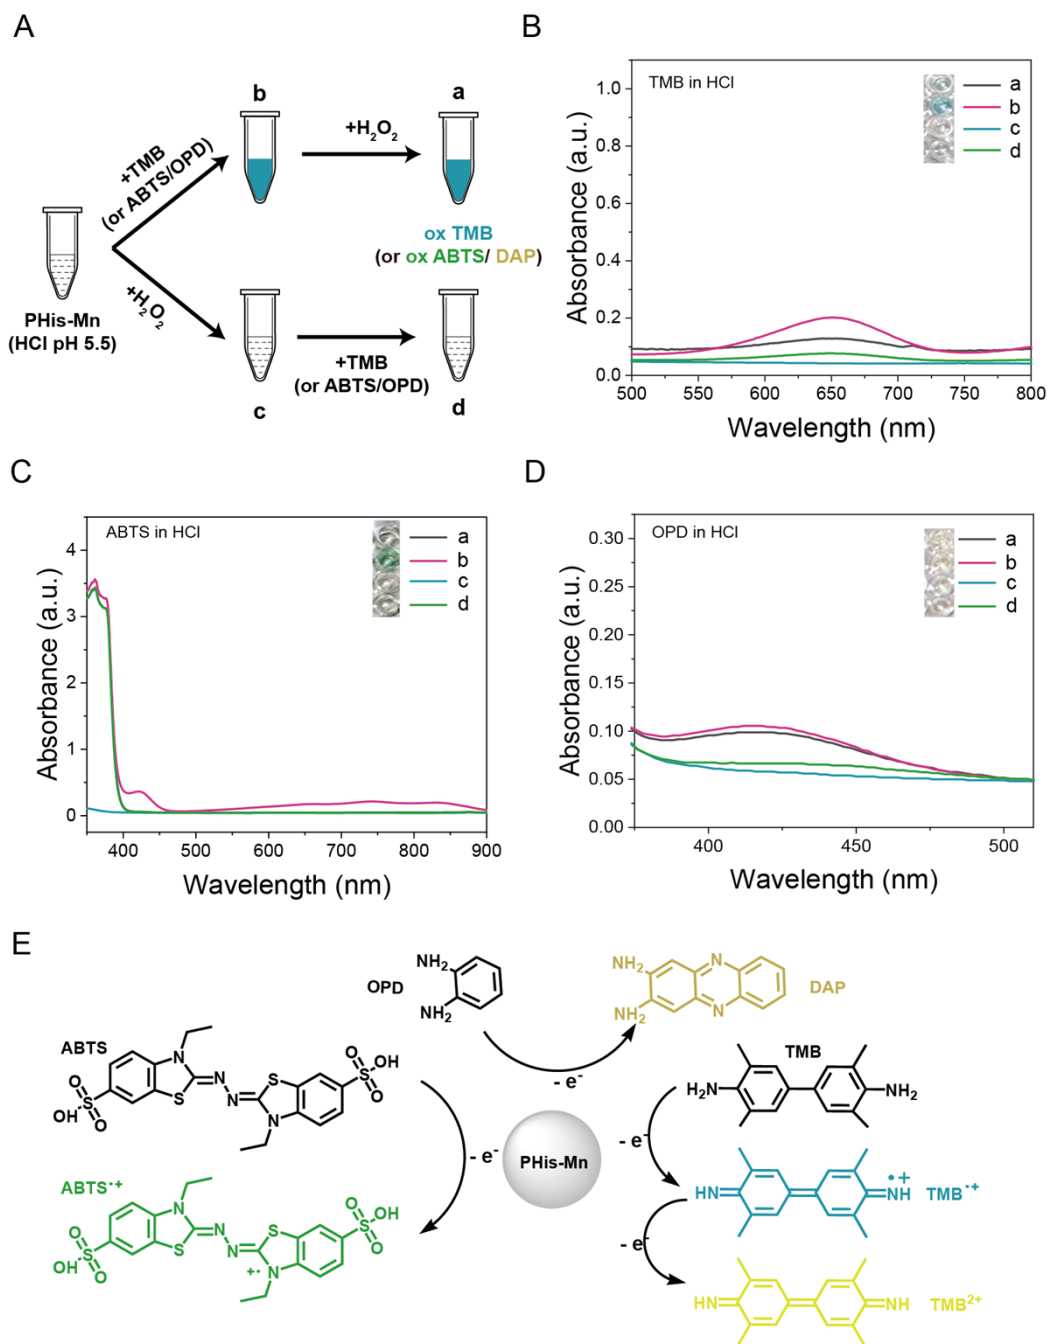 A
b
a
+TMB
(or ABTS/OPD)
+H2O2
PHis-Mn
(HCl pH 5.5)
+H2O2
ox TMB
(or ox ABTS/ DAP)
+TMB
(or ABTS/OPD)
c
d
B
TMB in HCl
a
b
c
d
Absorbance (a.u.)
1.0
0.8
0.6
0.4
0.2
0.0
500 550 600 650 700 750 800
Wavelength (nm)
C
ABTS in HCl
a
b
c
d
Absorbance (a.u.)
4
3
2
1
0
400 500 600 700 800 900
Wavelength (nm)
D
OPD in HCl
a
b
c
d
Absorbance (a.u.)
0.30
0.25
0.20
0.15
0.10
0.05
0.00
400 450 500
Wavelength (nm)
E
OPD
NH2
NH2
- e-
NH2
NH2
N
N
DAP
ABTS
OH
S
O
O
N
S
N
N
S
N
S
O
O
OH
- e-
PHis-Mn
TMB
H2N
NH2
- e-
ABTS·+
OH
S
O
O
N
S
N
N
S
N
+·
S
O
O
OH
HN
NH
•+
TMB·+
- e-
HN
NH
TMB2+